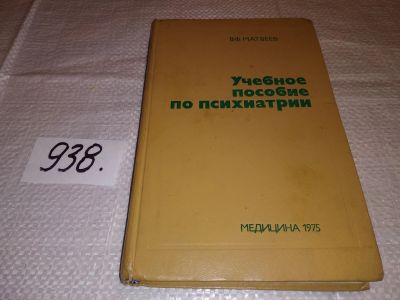 В.Ф. МАТВЕЕВ
Учебное
пособие
по психиатрии
МЕДИЦИНА 1975
938.